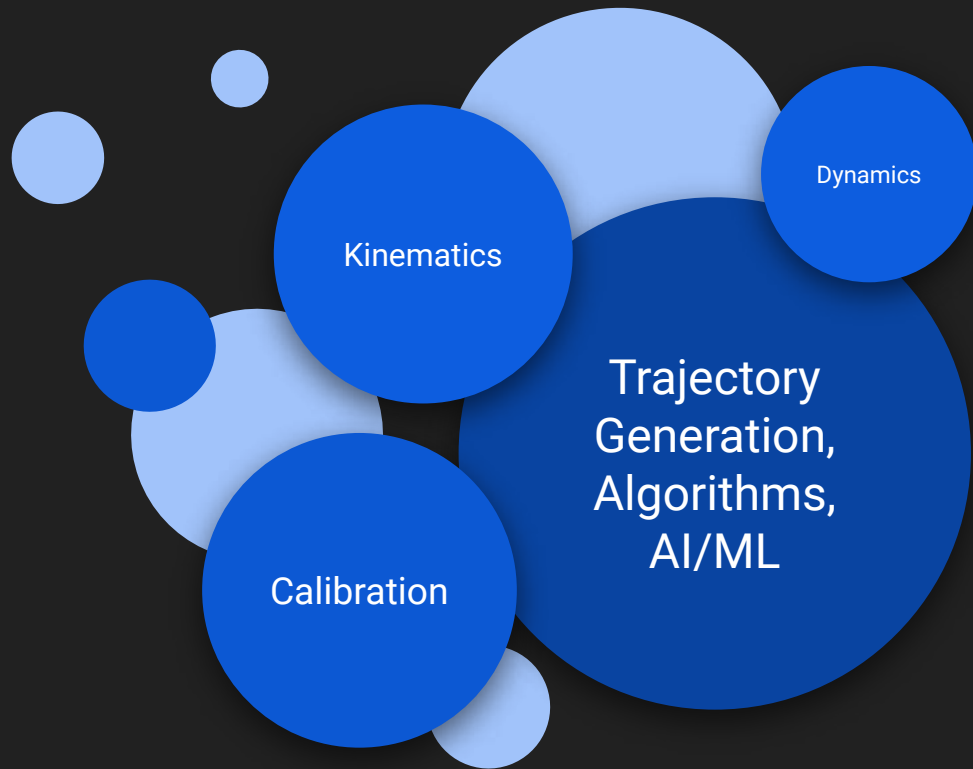 Dynamics
Kinematics
Trajectory
Generation,
Algorithms,
AI/ML
Calibration